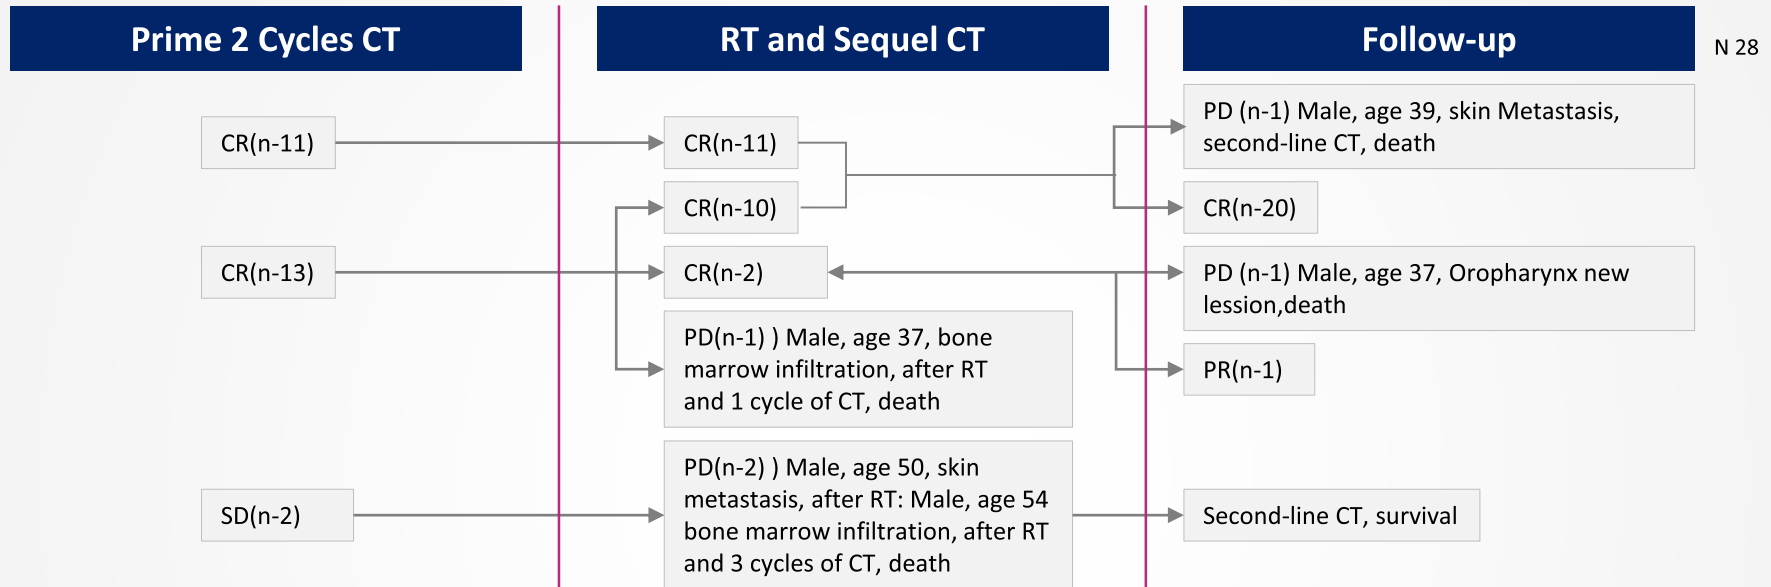 Prime 2 Cycles CT
RT and Sequel CT
Follow-up
N 28
CR(n-11)
CR(n-13)
SD(n-2)
CR(n-11)
CR(n-10)
CR(n-2)
PD(n-1) ) Male, age 37, bone
marrow infiltration, after RT
and 1 cycle of CT, death
PD(n-2) ) Male, age 50, skin
metastasis, after RT: Male, age 54
bone marrow infiltration, after RT
and 3 cycles of CT, death
PD (n-1) Male, age 39, skin Metastasis,
second-line CT, death
CR(n-20)
PD (n-1) Male, age 37, Oropharynx new
lession,death
PR(n-1)
Second-line CT, survival